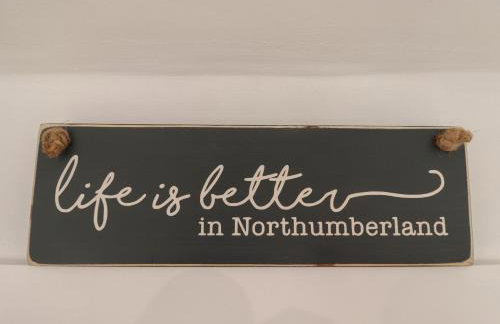 life is better
in Northumberland